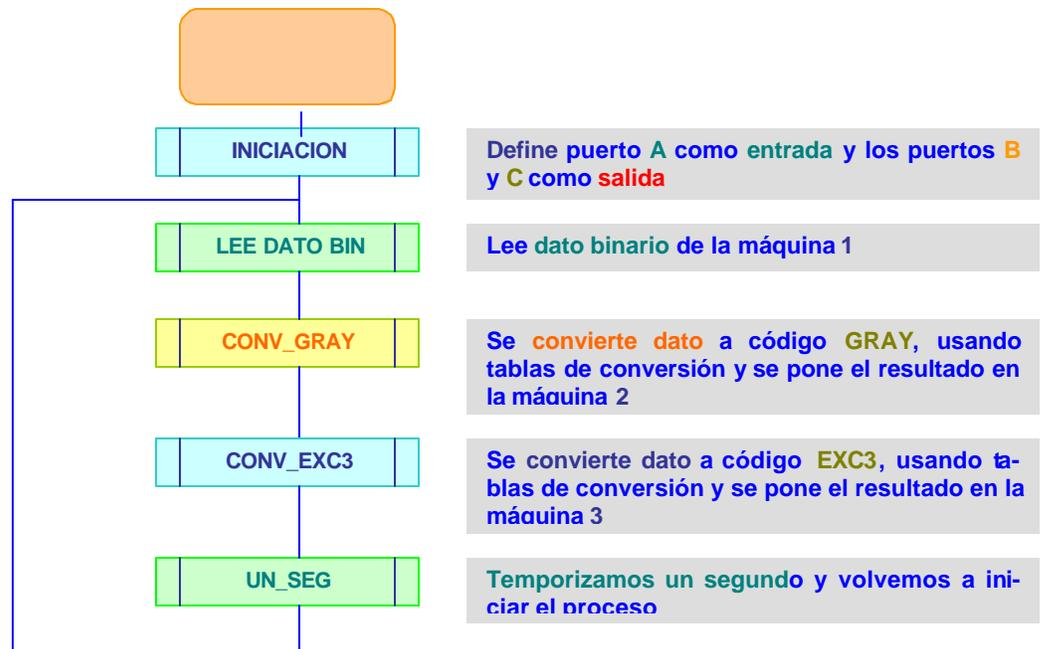 INICIACION
Define puerto A como entrada y los puertos B
y C como salida
LEE DATO BIN
Lee dato binario de la máquina 1
CONV_GRAY
Se convierte dato a código GRAY, usando
tablas de conversión y se pone el resultado en
la máquina 2
CONV_EXC3
Se convierte dato a código EXC3, usando ta-
blas de conversión y se pone el resultado en la
máquina 3
UN_SEG
Temporizamos un segundo y volvemos a ini-
ciar el proceso